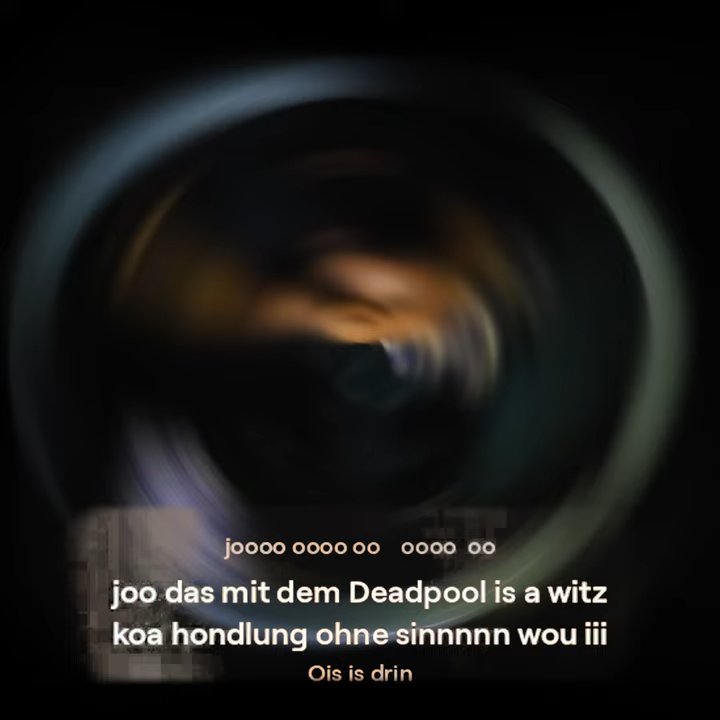 joooo oooo oo oooo oo
joo das mit dem Deadpool is a witz
koa hondlung ohne sinnnnn wou iii
Ois is drin